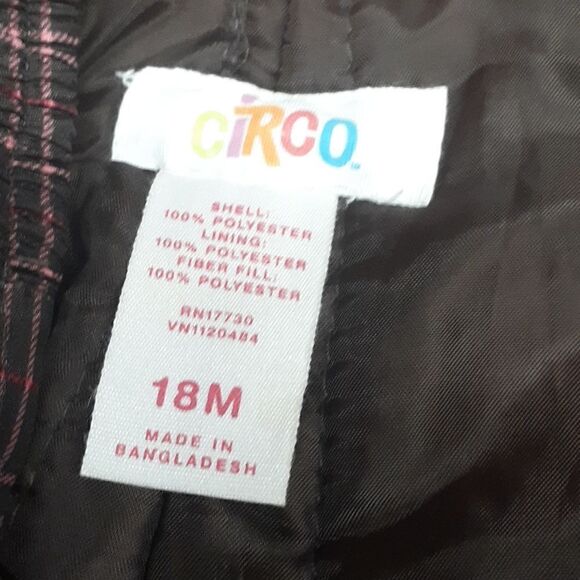 CiRCO
SHELL:
100% POLYESTER
LINING:
100% POLYESTER
FIBER FILL:
100% POLYESTER
RN17730
VN1120484
18M
MADE IN
BANGLADESH